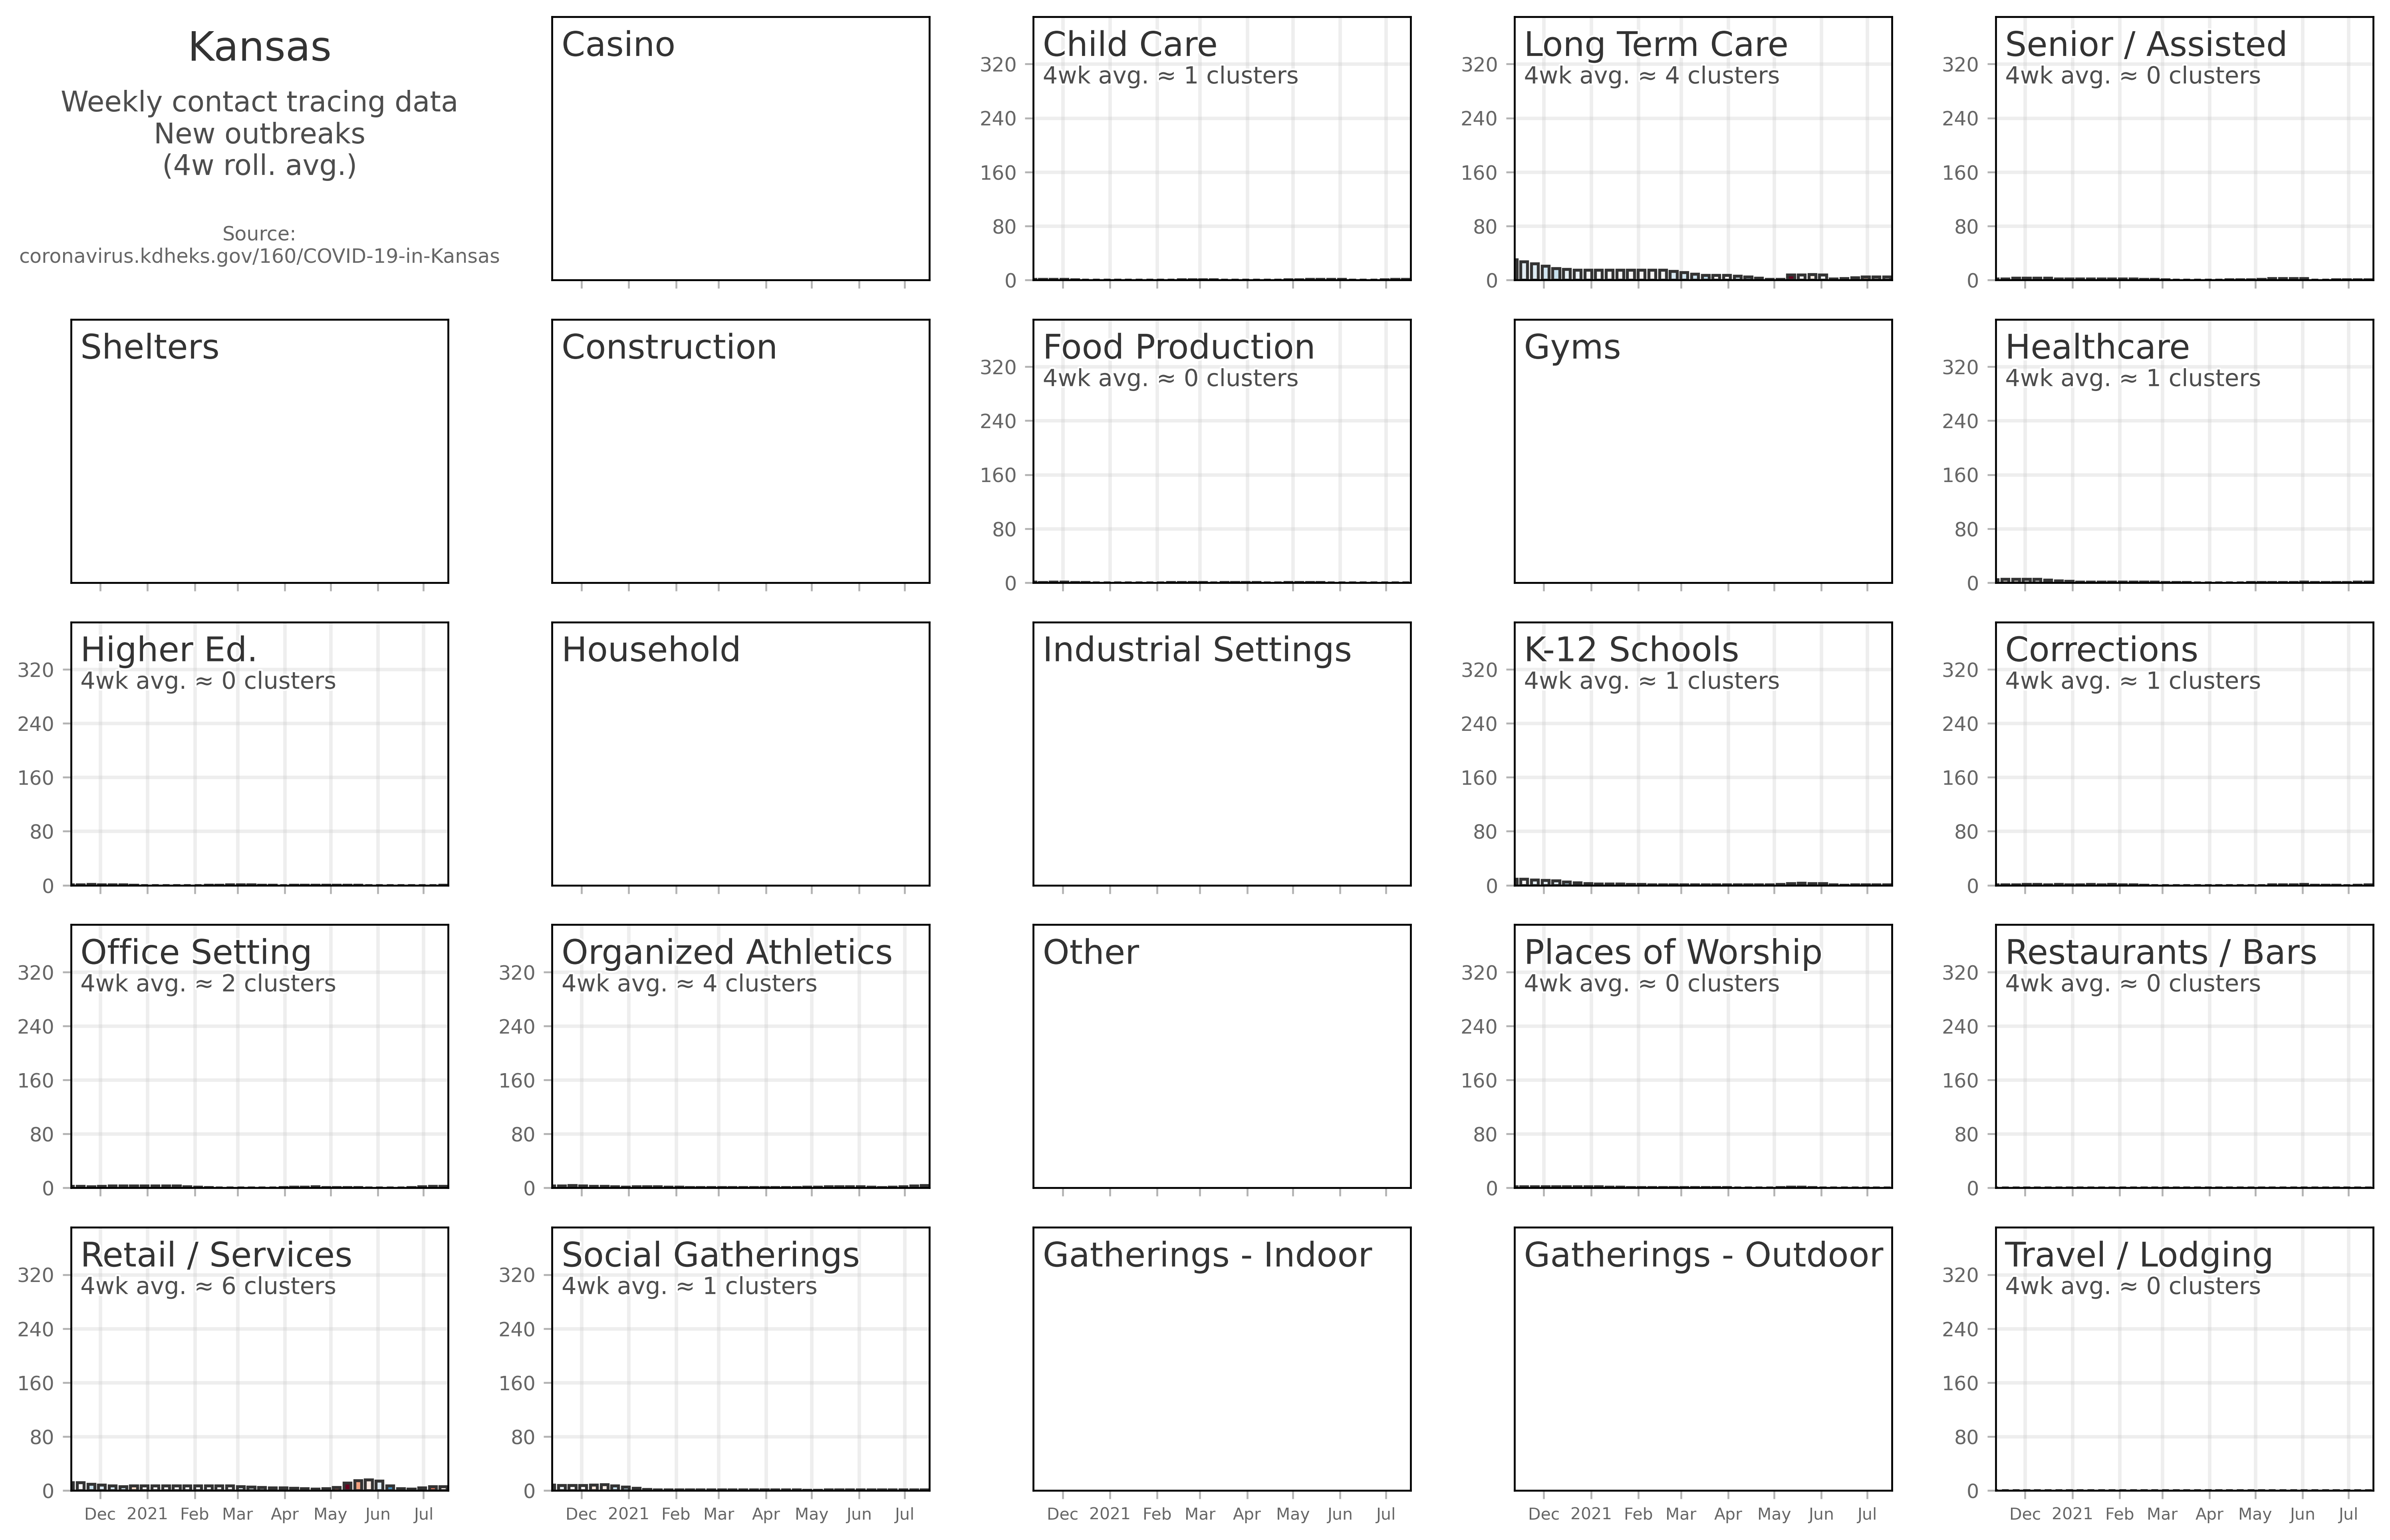 Kansas
Weekly contact tracing data
New outbreaks
(4w roll. avg.)
Source:
coronavirus.kdheks.gov/160/COVID-19-in-Kansas
Casino
Child Care
4wk avg. ≈ 1 clusters
320
240
160
80
0
Long Term Care
4wk avg. ≈ 4 clusters
320
240
160
80
0
Senior / Assisted
4wk avg. ≈ 0 clusters
320
240
160
80
0
Shelters
Construction
Food Production
4wk avg. ≈ 0 clusters
320
240
160
80
0
Gyms
Healthcare
4wk avg. ≈ 1 clusters
320
240
160
80
0
Higher Ed.
4wk avg. ≈ 0 clusters
320
240
160
80
0
Household
Industrial Settings
K-12 Schools
4wk avg. ≈ 1 clusters
320
240
160
80
0
Corrections
4wk avg. ≈ 1 clusters
320
240
160
80
0
Office Setting
4wk avg. ≈ 2 clusters
320
240
160
80
0
Organized Athletics
4wk avg. ≈ 4 clusters
320
240
160
80
0
Other
Places of Worship
4wk avg. ≈ 0 clusters
320
240
160
80
0
Restaurants / Bars
4wk avg. ≈ 0 clusters
320
240
160
80
0
Retail / Services
4wk avg. ≈ 6 clusters
320
240
160
80
0
Dec 2021 Feb Mar Apr May Jun Jul
Social Gatherings
4wk avg. ≈ 1 clusters
320
240
160
80
0
Dec 2021 Feb Mar Apr May Jun Jul
Gatherings - Indoor
Dec 2021 Feb Mar Apr May Jun Jul
Gatherings - Outdoor
Dec 2021 Feb Mar Apr May Jun Jul
Travel / Lodging
4wk avg. ≈ 0 clusters
320
240
160
80
0
Dec 2021 Feb Mar Apr May Jun Jul